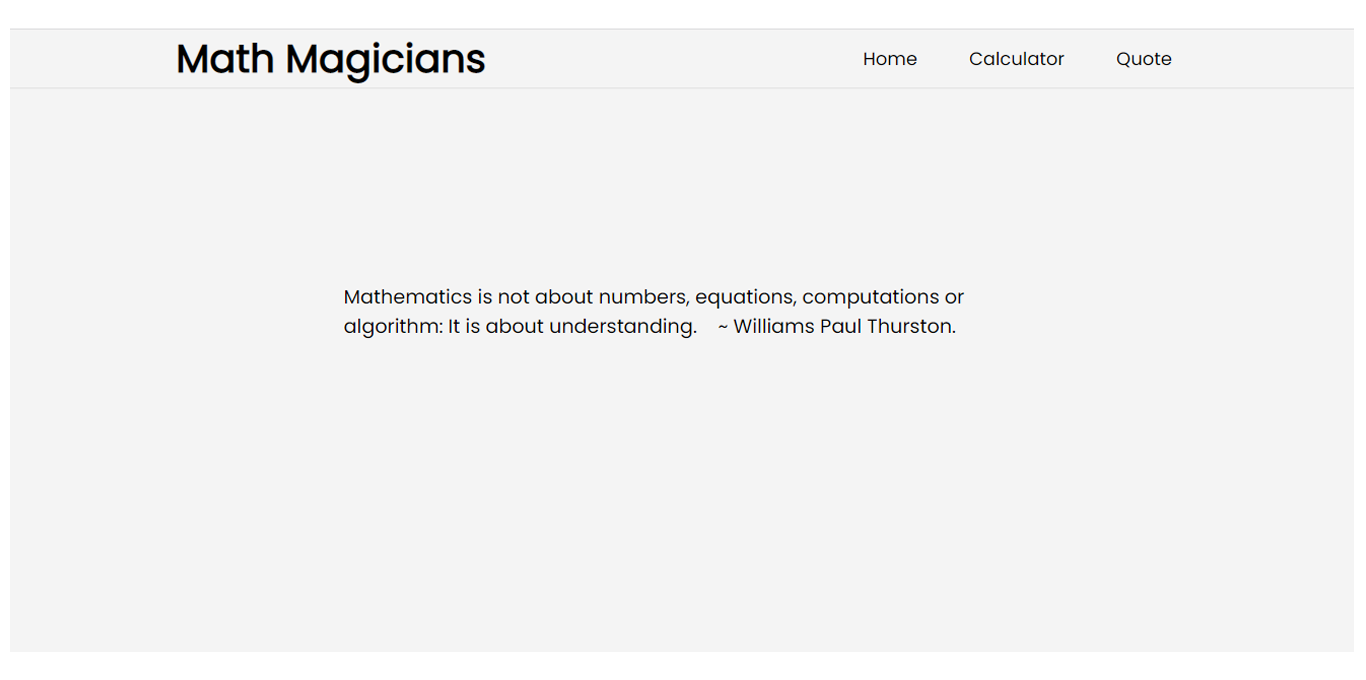 Math Magicians
Home Calculator Quote
Mathematics is not about numbers, equations, computations or
algorithm: It is about understanding. ~ Williams Paul Thurston.